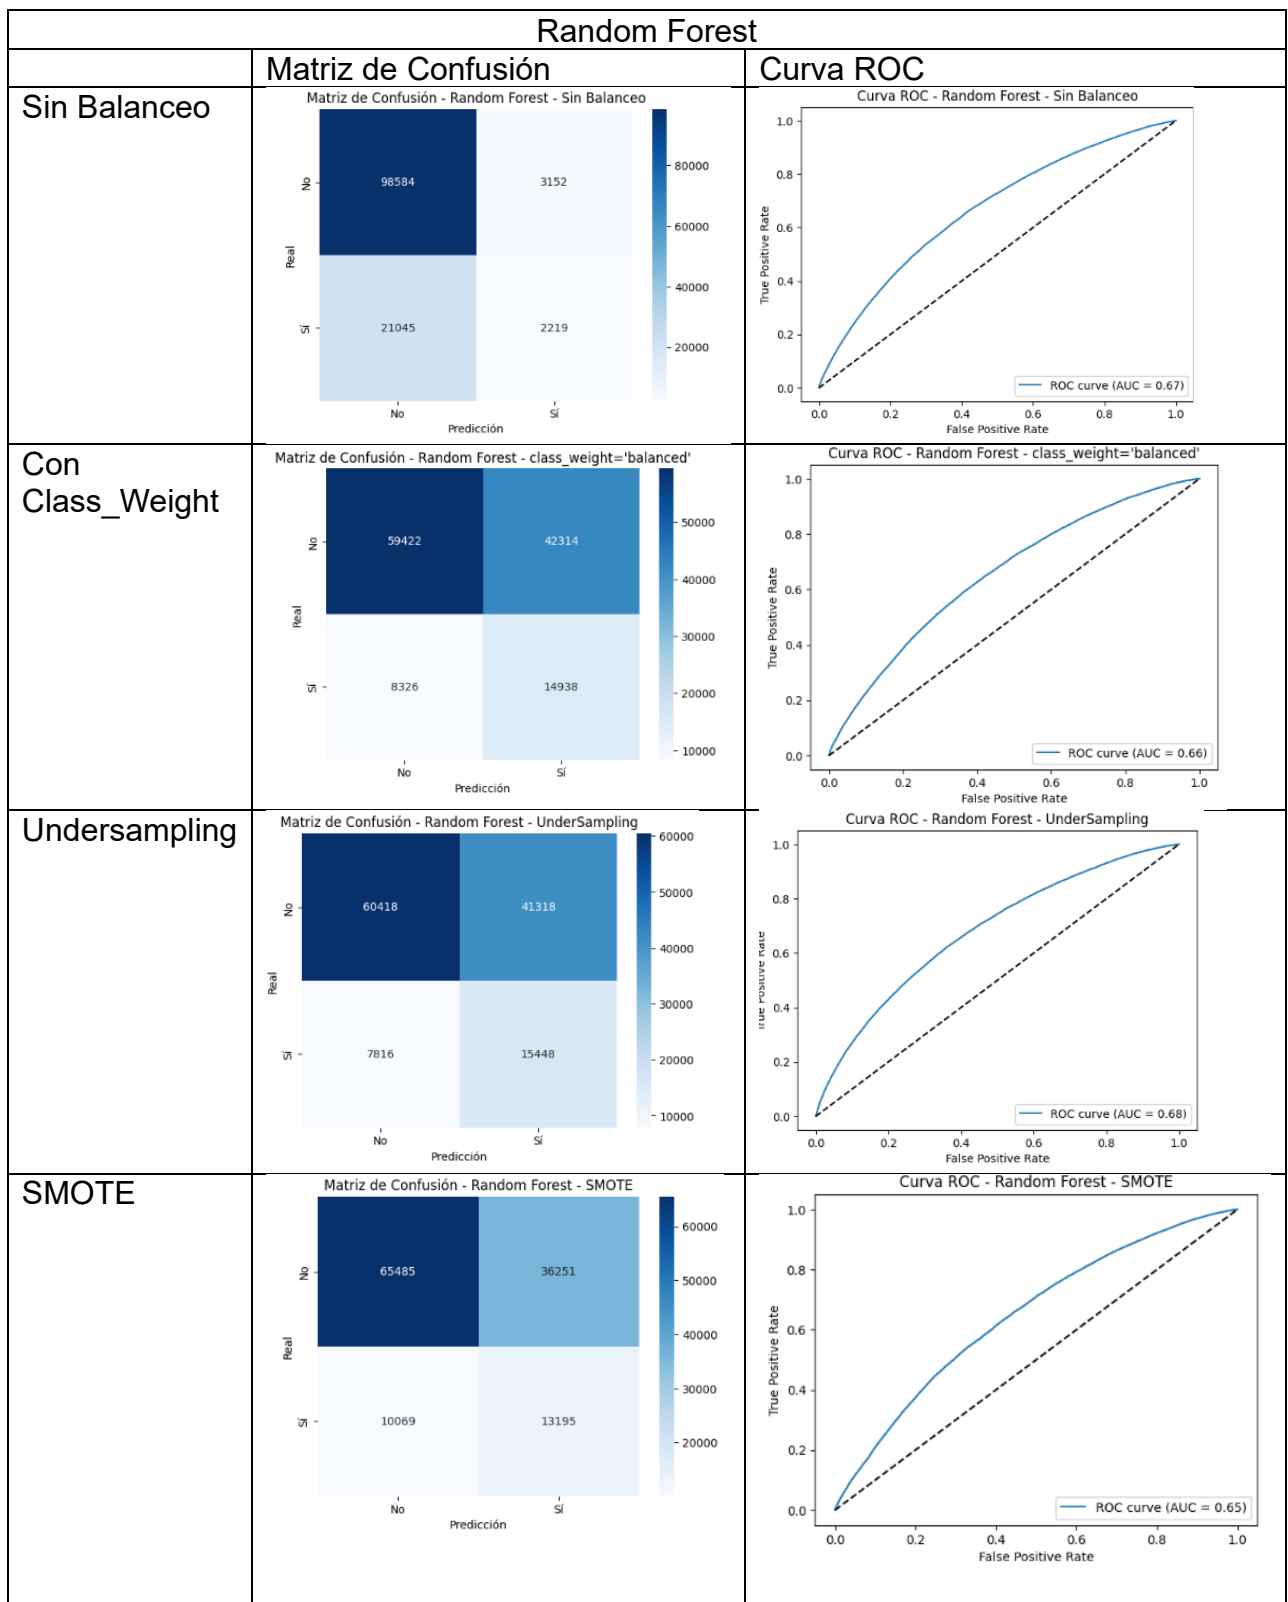 Random Forest
Matriz de Confusión
Curva ROC
Sin Balanceo
Matriz de Confusión - Random Forest - Sin Balanceo
98584
3152
21045
2219
No
Sí
Real
No
Sí
Predicción
80000
60000
40000
20000
Curva ROC - Random Forest - Sin Balanceo
True Positive Rate
1.0
0.8
0.6
0.4
0.2
0.0
ROC curve (AUC = 0.67)
0.0 0.2 0.4 0.6 0.8 1.0
False Positive Rate
Con
Class_Weight
Matriz de Confusión - Random Forest - class_weight='balanced'
59422
42314
8326
14938
No
Sí
Real
No
Sí
Predicción
50000
40000
30000
20000
10000
Curva ROC - Random Forest - class_weight='balanced'
True Positive Rate
1.0
0.8
0.6
0.4
0.2
0.0
ROC curve (AUC = 0.66)
0.0 0.2 0.4 0.6 0.8 1.0
False Positive Rate
Undersampling
Matriz de Confusión - Random Forest - UnderSampling
60418
41318
7816
15448
No
Sí
Real
No
Sí
Predicción
60000
50000
40000
30000
20000
10000
Curva ROC - Random Forest - UnderSampling
True Positive Rate
1.0
0.8
0.6
0.4
0.2
0.0
ROC curve (AUC = 0.68)
0.0 0.2 0.4 0.6 0.8 1.0
False Positive Rate
SMOTE
Matriz de Confusión - Random Forest - SMOTE
65485
36251
10069
13195
No
Sí
Real
No
Sí
Predicción
60000
50000
40000
30000
20000
Curva ROC - Random Forest - SMOTE
True Positive Rate
1.0
0.8
0.6
0.4
0.2
0.0
ROC curve (AUC = 0.65)
0.0 0.2 0.4 0.6 0.8 1.0
False Positive Rate